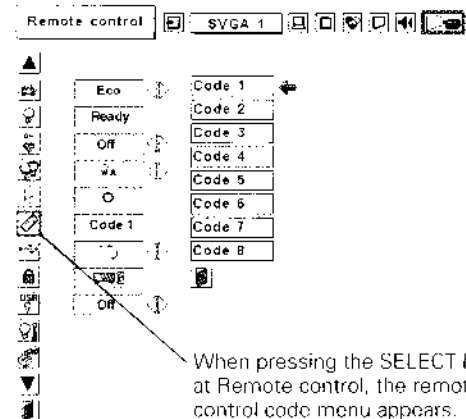 Remote control
SVGA 1
Eco
Ready
Off
Code 1
Off
Code 1
Code 2
Code 3
Code 4
Code 5
Code 6
Code 7
Code 8
When pressing the SELECT
at Remote control, the
control code menu appears.